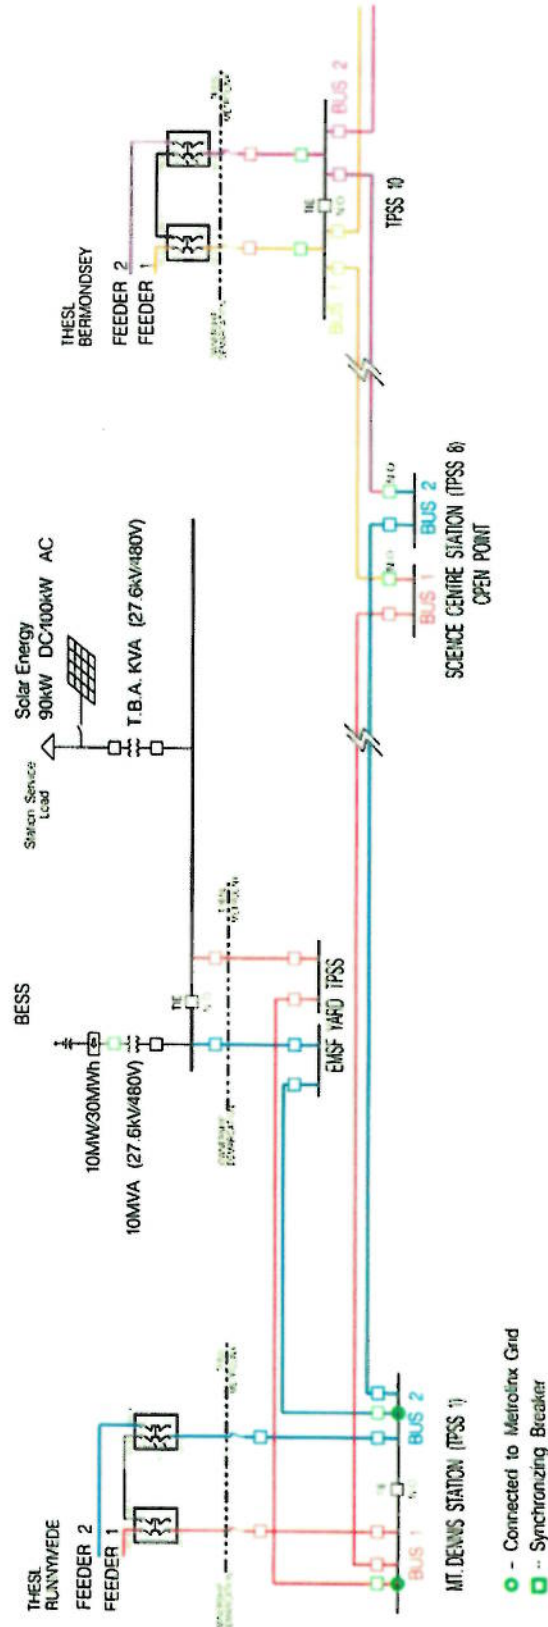 THESL
RUNNYMEDE
FEEDER 2
FEEDER 1
BUS 1
BUS 2
TIE
N.O
MT. DENNIS STATION (TPSS 1)
- Connected to Metrolinx Grid
- Synchronizing Breaker
BESS
10MW/30MWh
10MVA (27.6kV/480V)
TIE
EMSF YARD TPSS
Station Service
Load
Solar Energy
90kW DC/100kW AC
T.B.A. KVA (27.6kV/480V)
N.O
BUS 1
N.O
BUS 2
SCIENCE CENTRE STATION (TPSS 8)
OPEN POINT
THESL
BERMONDSEY
FEEDER 2
FEEDER 1
BUS 1
TIE
N.O
BUS 2
TPSS 10